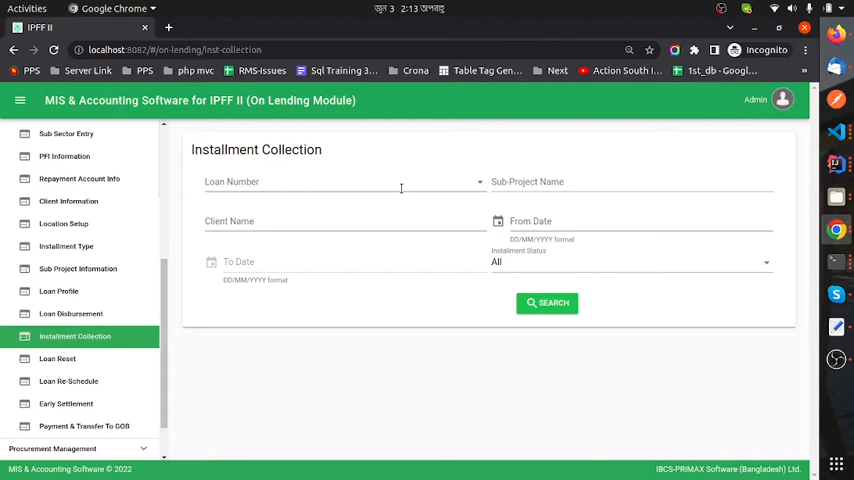 Activities
Google Chrome
জুন 3 2:13 অপরাহ্ন
IPFF II
localhost:8082/#/on-lending/inst-collection
Incognito
PPS
Server Link
PPS
php mvc
RMS-Issues
Sql Training 3...
Crona
Table Tag Gen...
Next
Action South I...
1st_db - Googl...
»
MIS & Accounting Software for IPFF II (On Lending Module)
Admin
Sub Sector Entry
PFI Information
Repayment Account Info
Client Information
Location Setup
Installment Type
Sub Project Information
Loan Profile
Loan Disbursement
Installment Collection
Loan Reset
Loan Re-Schedule
Early Settlement
Payment & Transfer To GOB
Procurement Management
Installment Collection
Loan Number
Sub-Project Name
Client Name
From Date
DD/MM/YYYY format
To Date
DD/MM/YYYY format
Installment Status
All
SEARCH
MIS & Accounting Software © 2022
IBCS-PRIMAX Software (Bangladesh) Ltd.